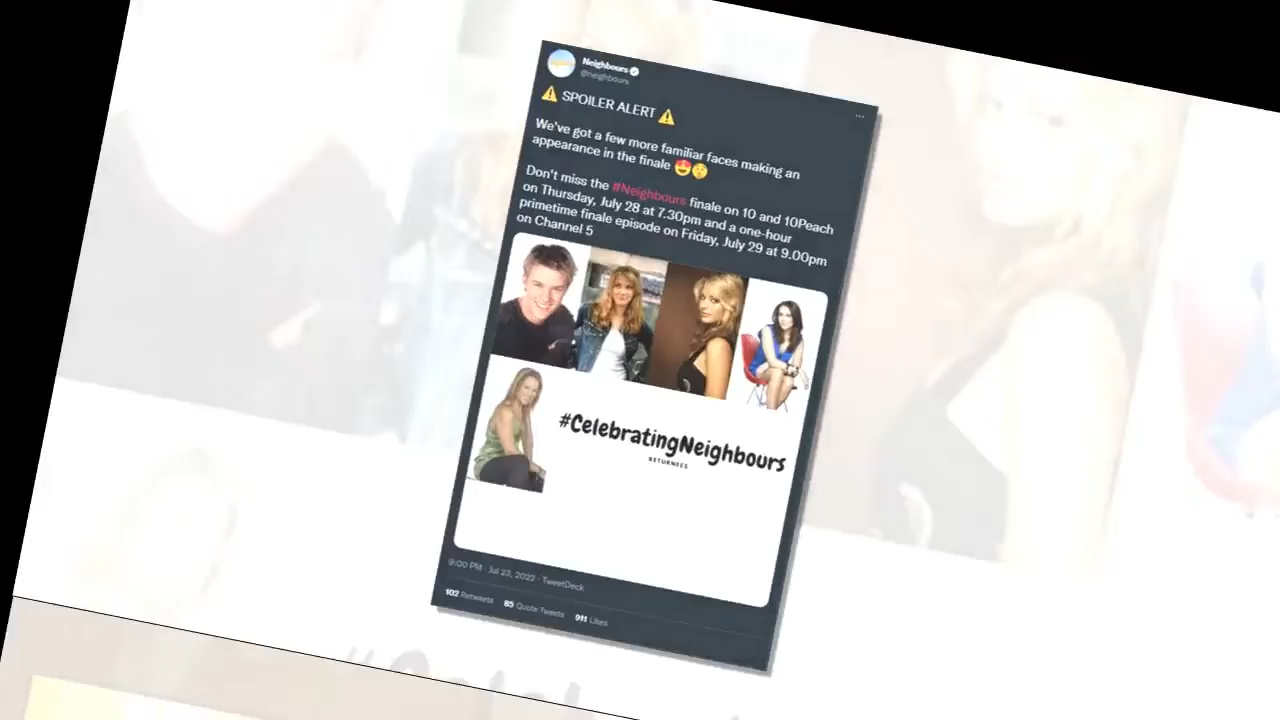 Neighbours
@neighbours
⚠️ SPOILER ALERT ⚠️
We've got a few more familiar faces making an
appearance in the finale 🤩🤫
Don't miss the #Neighbours finale on 10 and 10Peach
on Thursday, July 28 at 7.30pm and a one-hour
primetime finale episode on Friday, July 29 at 9.00pm
on Channel 5
#CelebratingNeighbours
RETURNEES
9:00 PM · Jul 23, 2022 · TweetDeck
102 Retweets 85 Quote Tweets 911 Likes